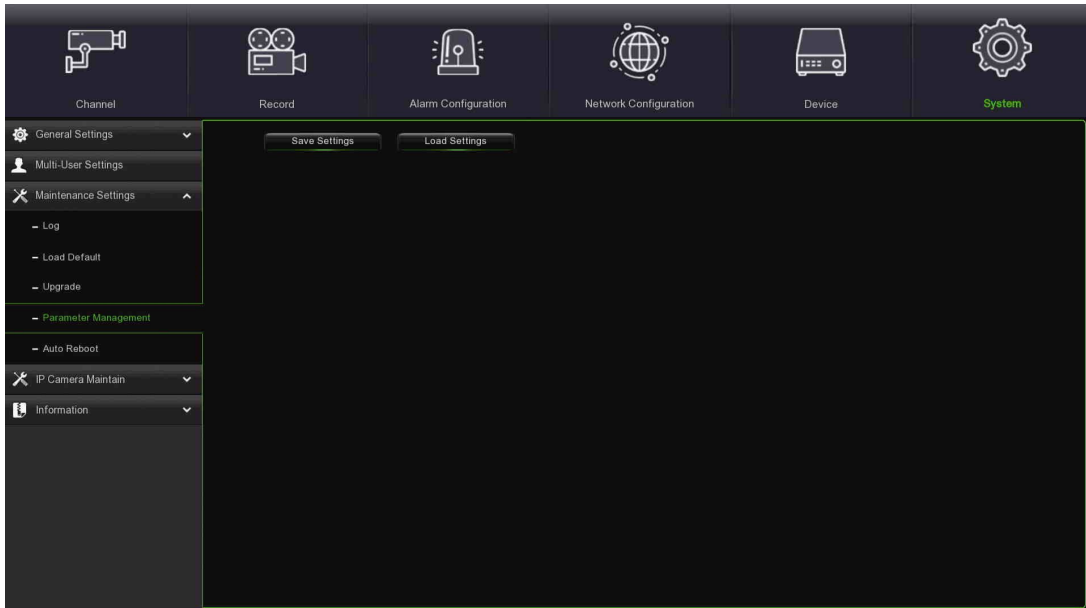 Channel
Record
Alarm Configuration
Network Configuration
Device
System
General Settings
Multi-User Settings
Maintenance Settings
Log
Load Default
Upgrade
Parameter Management
Auto Reboot
IP Camera Maintain
Information
Save Settings
Load Settings